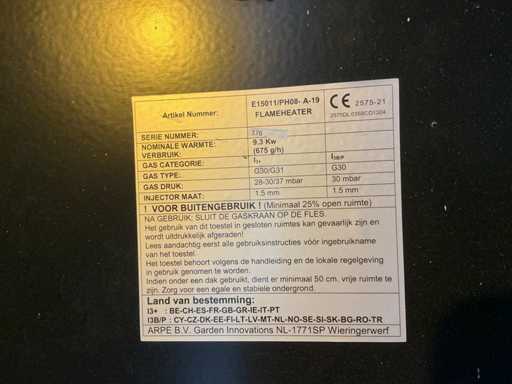 Artikel Nummer: E15011/PH08- A-19 FLAMEHEATER CE 2575-21
SERIE NUMMER:
NOMINALE WARMTE: 9.3 Kw
VERBRUIK: (675 g/h)
GAS CATEGORIE: I3+ I3B/P
GAS TYPE: G30/G31 G30
GAS DRUK: 28-30/37 mbar 30 mbar
INJECTOR MAAT: 1.5 mm 1.5 mm
! VOOR BUITENGEBRUIK ! (Minimaal 25% open ruimte)
NA GEBRUIK; SLUIT DE GASKRAAN OP DE FLES.
Het gebruik van dit toestel in gesloten ruimtes kan gevaarlijk zijn en
wordt uitdrukkelijk afgeraden!
Lees aandachtig eerst alle gebruiksinstructies vóór ingebruikname
van het toestel.
Het toestel behoort volgens de handleiding en de lokale regelgeving
in gebruik genomen te worden.
Indien onder een dak gebruikt, dient er minimaal 50 cm. vrije ruimte te
zijn. Zorg voor een egale en stabiele ondergrond.
Land van bestemming:
I3+ : BE-CH-ES-FR-GB-GR-IE-IT-PT
I3B/P : CY-CZ-DK-EE-FI-LT-LV-MT-NL-NO-SE-SI-SK-BG-RO-TR
ARPE B.V. Garden Innovations NL-1771SP Wieringerwerf